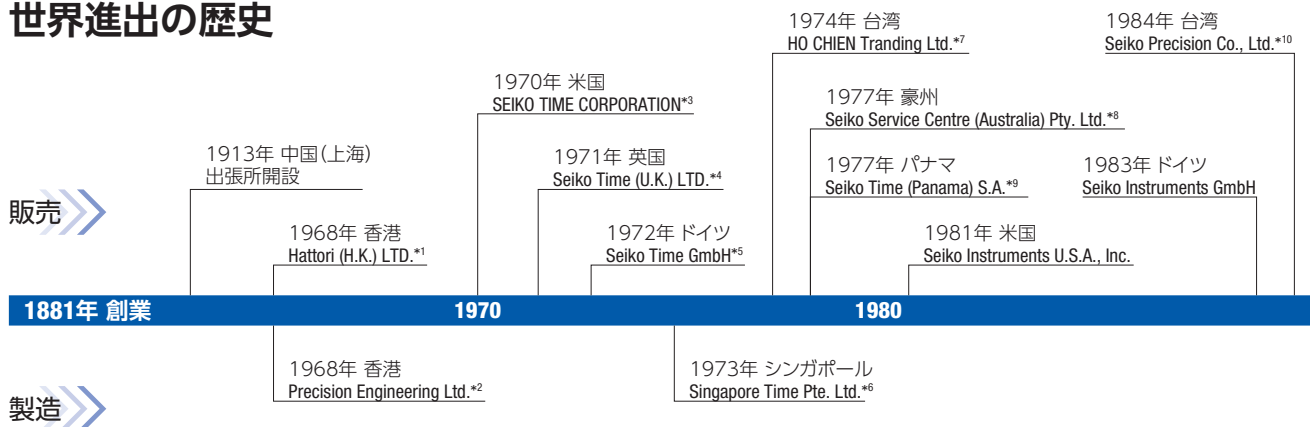 世界進出の歴史
1974年 台湾
HO CHIEN Tranding Ltd.*7
1984年 台湾
Seiko Precision Co., Ltd.*10
1970年 米国
SEIKO TIME CORPORATION*3
1977年 豪州
Seiko Service Centre (Australia) Pty. Ltd.*8
1913年 中国(上海)
出張所開設
1971年 英国
Seiko Time (U.K.) LTD.*4
1977年 パナマ
Seiko Time (Panama) S.A.*9
1983年 ドイツ
Seiko Instruments GmbH
販売
1968年 香港
Hattori (H.K.) LTD.*1
1972年 ドイツ
Seiko Time GmbH*5
1981年 米国
Seiko Instruments U.S.A., Inc.
1881年 創業
1970
1980
1968年 香港
Precision Engineering Ltd.*2
1973年 シンガポール
Singapore Time Pte. Ltd.*6
製造